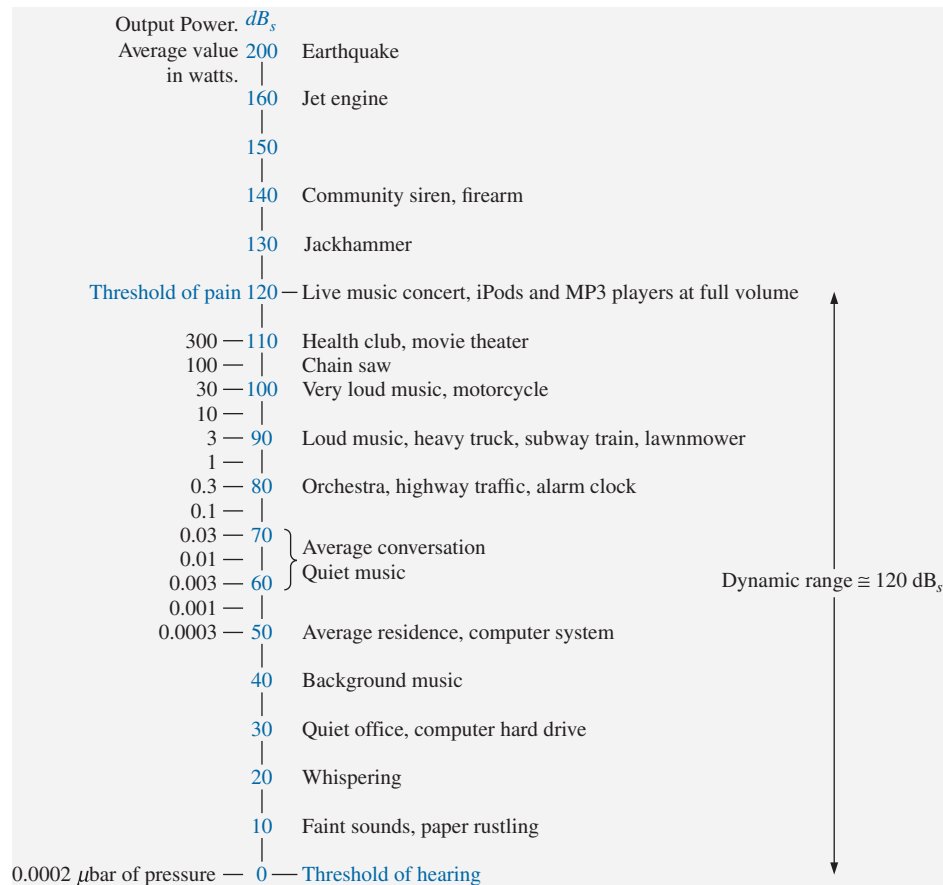 Output Power. dBs
Average value 200 Earthquake
in watts.
160 Jet engine
150
140 Community siren, firearm
130 Jackhammer
Threshold of pain 120 — Live music concert, iPods and MP3 players at full volume
300 — 110 Health club, movie theater
100 — Chain saw
30 — 100 Very loud music, motorcycle
10 —
3 — 90 Loud music, heavy truck, subway train, lawnmower
1 —
0.3 — 80 Orchestra, highway traffic, alarm clock
0.1 —
0.03 — 70
Average conversation
0.01 —
Quiet music
0.003 — 60
Dynamic range ≅ 120 dBs
0.001 —
0.0003 — 50 Average residence, computer system
40 Background music
30 Quiet office, computer hard drive
20 Whispering
10 Faint sounds, paper rustling
0.0002 μbar of pressure — 0 — Threshold of hearing